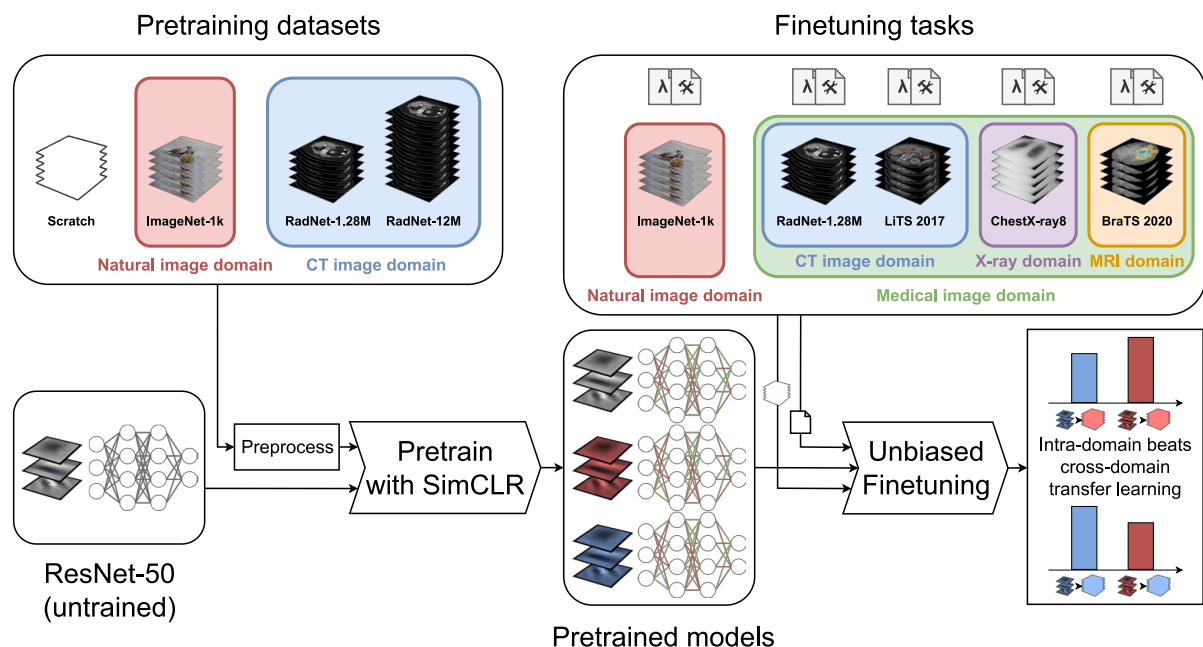 Pretraining datasets
Finetuning tasks
λ
λ
λ
λ
λ
Scratch
ImageNet-1k
RadNet-1.28M
RadNet-12M
ImageNet-1k
RadNet-1.28M
LiTS 2017
ChestX-ray8
BraTS 2020
Natural image domain
CT image domain
CT image domain
X-ray domain
MRI domain
Natural image domain
Medical image domain
Preprocess
Pretrain
with SimCLR
Unbiased
Finetuning
Intra-domain beats
cross-domain
transfer learning
ResNet-50
(untrained)
Pretrained models